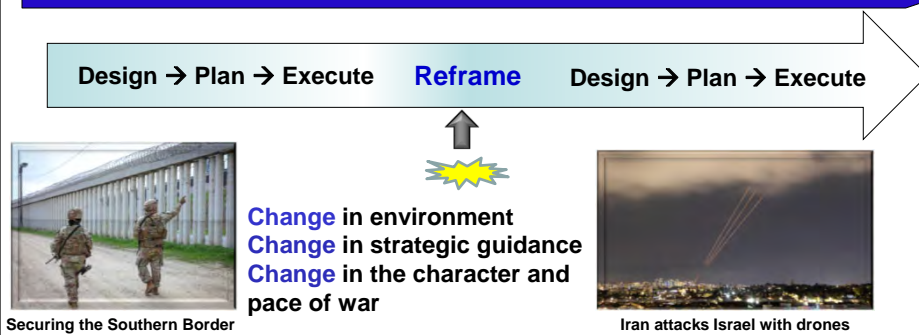 Design → Plan → Execute
Reframe
Design → Plan → Execute
Change in environment
Change in strategic guidance
Change in the character and
pace of war
Securing the Southern Border
Iran attacks Israel with drones